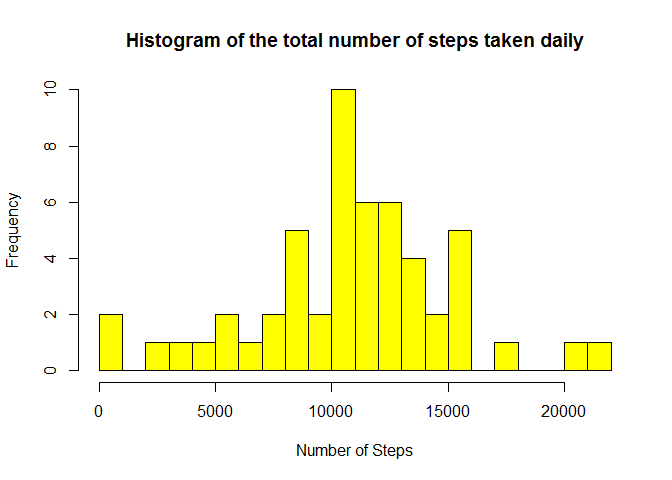 Histogram of the total number of steps taken daily
Frequency
10
8
6
4
2
0
0 5000 10000 15000 20000
Number of Steps